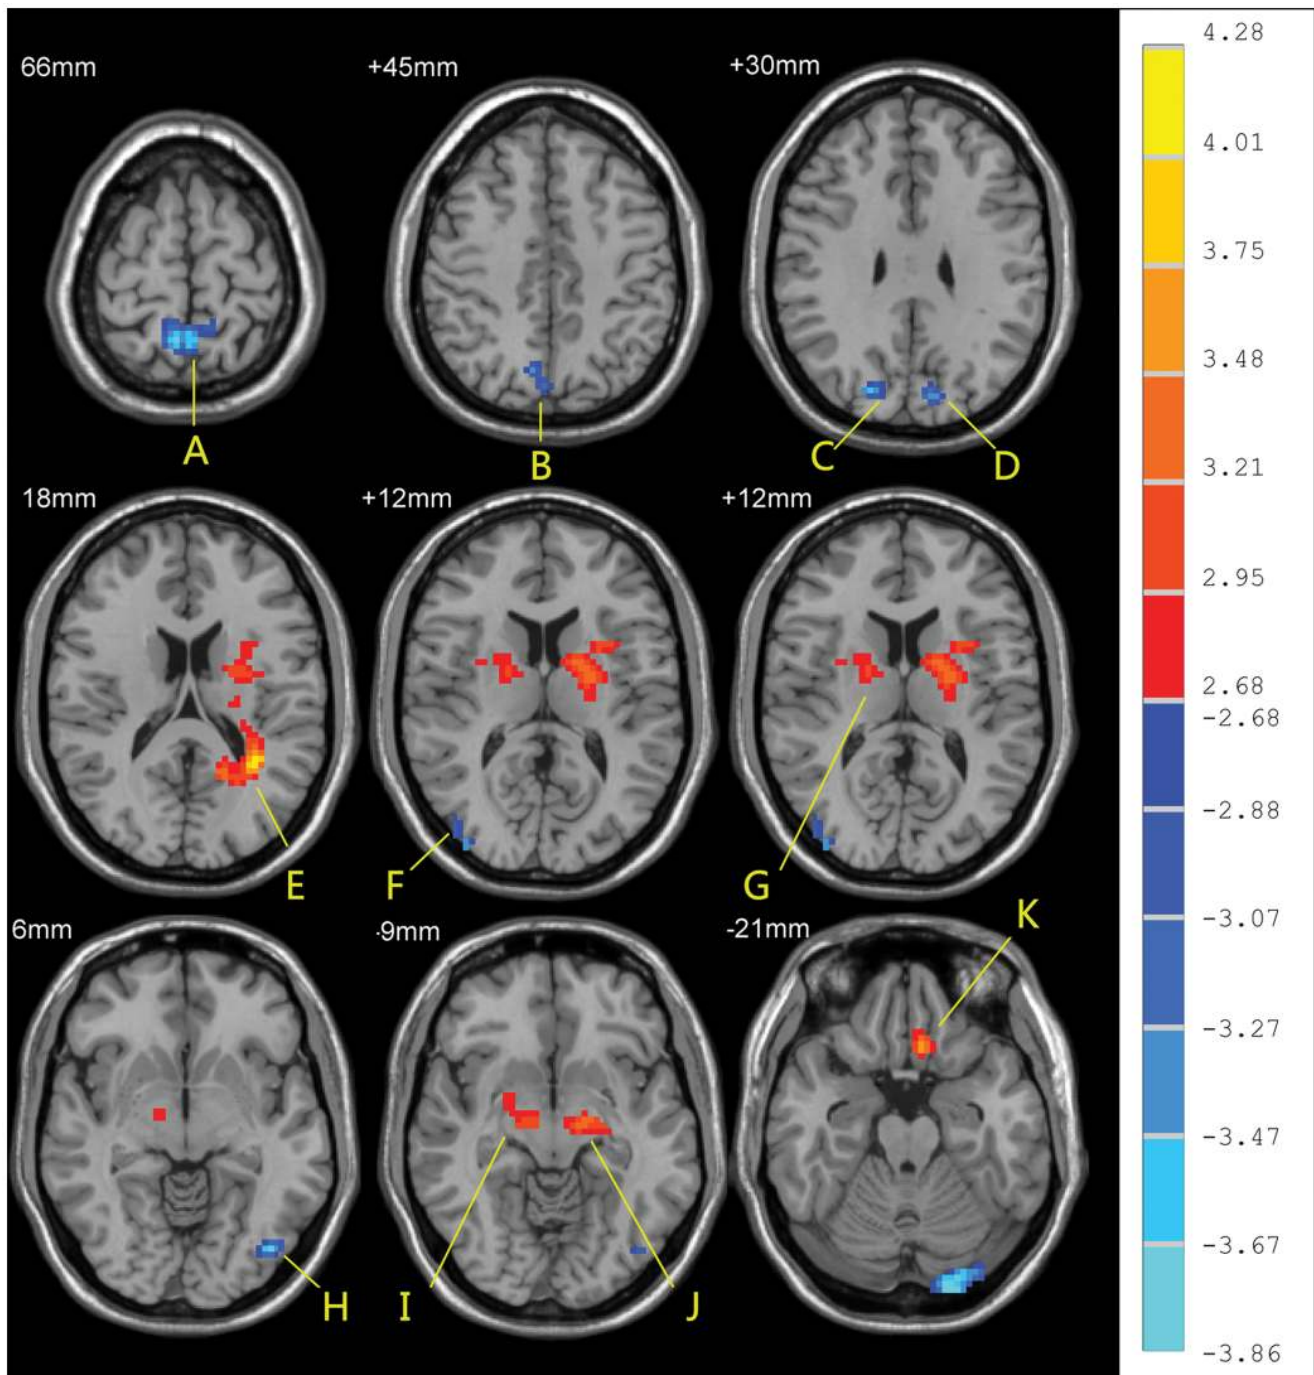 66mm
+45mm
+30mm
A
B
C
D
18mm
+12mm
+12mm
E
F
G
K
6mm
-9mm
-21mm
H
I
J
4.28
4.01
3.75
3.48
3.21
2.95
2.68
-2.68
-2.88
-3.07
-3.27
-3.47
-3.67
-3.86